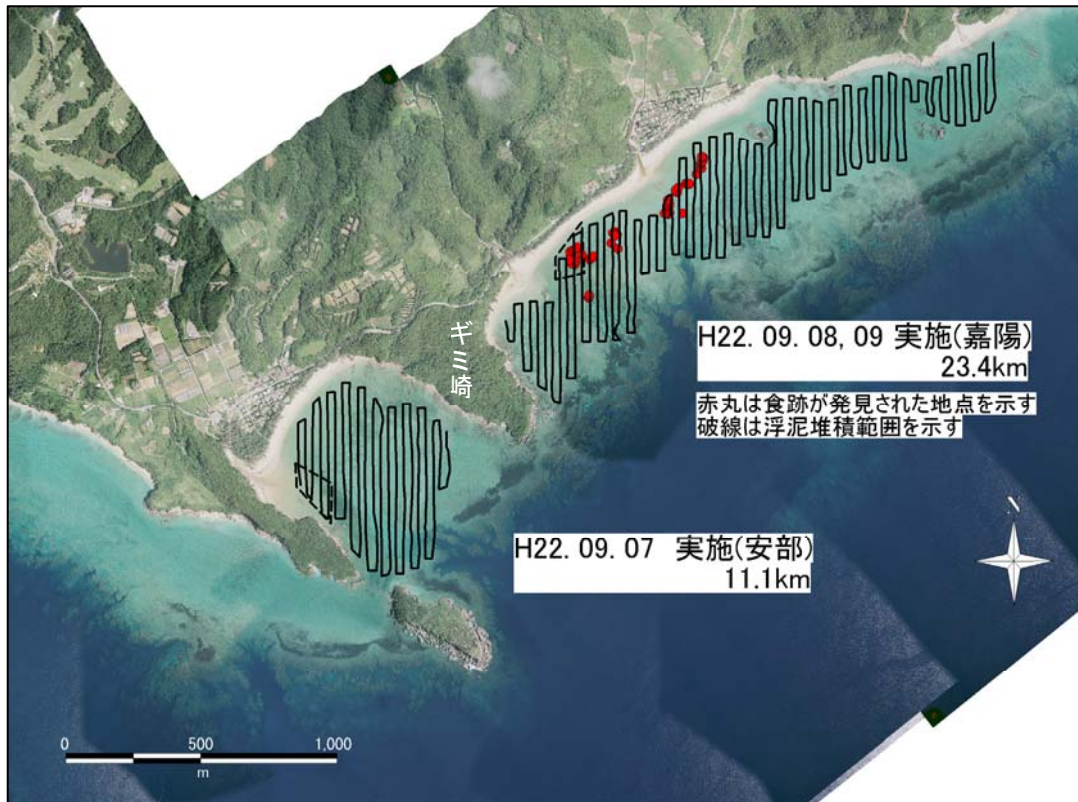 ギミ崎
H22.09.08,09 実施(嘉陽)
23.4km
赤丸は食跡が発見された地点を示す
破線は浮泥堆積範囲を示す
H22.09.07 実施(安部)
11.1km
0 500 1,000
m